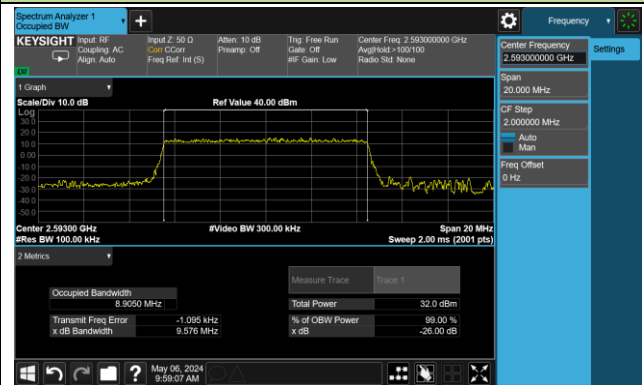 Spectrum Analyzer 1
Occupied BW
Frequency
KEYSIGHT
Input: RF
Coupling: AC
Align: Auto
Input Z: 50 Ω
Corr CCorr
Freq Ref: Int (S)
Atten: 10 dB
Preamp: Off
Trig: Free Run
Gate: Off
#IF Gain: Low
Center Freq: 2.593000000 GHz
Avg|Hold:>100/100
Radio Std: None
Center Frequency
2.593000000 GHz
Settings
Span
20.000 MHz
CF Step
2.000000 MHz
Auto
Man
Freq Offset
0 Hz
1 Graph
Scale/Div 10.0 dB
Ref Value 40.00 dBm
Log
30.0
20.0
10.0
0.00
-10.0
-20.0
-30.0
-40.0
-50.0
Center 2.59300 GHz
#Video BW 300.00 kHz
Span 20 MHz
#Res BW 100.00 kHz
Sweep 2.00 ms (2001 pts)
2 Metrics
Measure Trace
Trace 1
Occupied Bandwidth
8.9050 MHz
Total Power
32.0 dBm
Transmit Freq Error
-1.095 kHz
% of OBW Power
99.00 %
x dB Bandwidth
9.576 MHz
x dB
-26.00 dB
?
May 06, 2024
9:59:07 AM